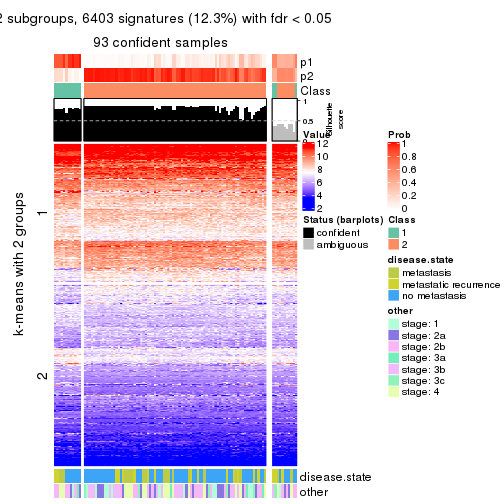 2 subgroups, 6403 signatures (12.3%) with fdr < 0.05
93 confident samples
p1
p2
Class
1
0.5
0
Silhouette
score
k-means with 2 groups
1
2
disease.state
other
Value
12
10
8
6
4
2
Prob
1
0.8
0.6
0.4
0.2
0
Status (barplots)
confident
ambiguous
Class
1
2
disease.state
metastasis
metastatic recurrence
no metastasis
other
stage: 1
stage: 2a
stage: 2b
stage: 3a
stage: 3b
stage: 3c
stage: 4